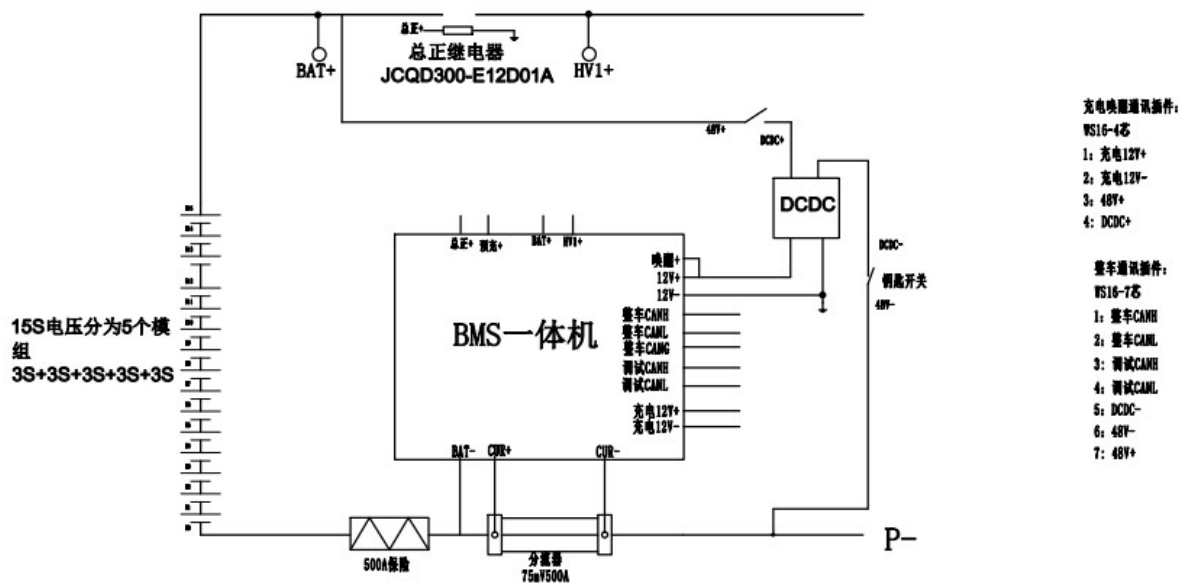 总正+
总正继电器
JCQD300-E12D01A
BAT+
HV1+
48V+
DCDC+
DCDC
DCDC-
钥匙开关
48V-
总正+
预充+
BAT+
HV1+
唤醒+
12V+
12V-
整车CANH
整车CANL
整车CANG
调试CANH
调试CANL
充电12V+
充电12V-
BMS一体机
BAT-
CUR+
CUR-
15S电压分为5个模
组
3S+3S+3S+3S+3S
500A保险
分流器
75mV500A
P-
充电唤醒通讯插件:
WS16-4芯
1: 充电12V+
2: 充电12V-
3: 48V+
4: DCDC+
整车通讯插件:
WS16-7芯
1: 整车CANH
2: 整车CANL
3: 调试CANH
4: 调试CANL
5: DCDC-
6: 48V-
7: 48V+